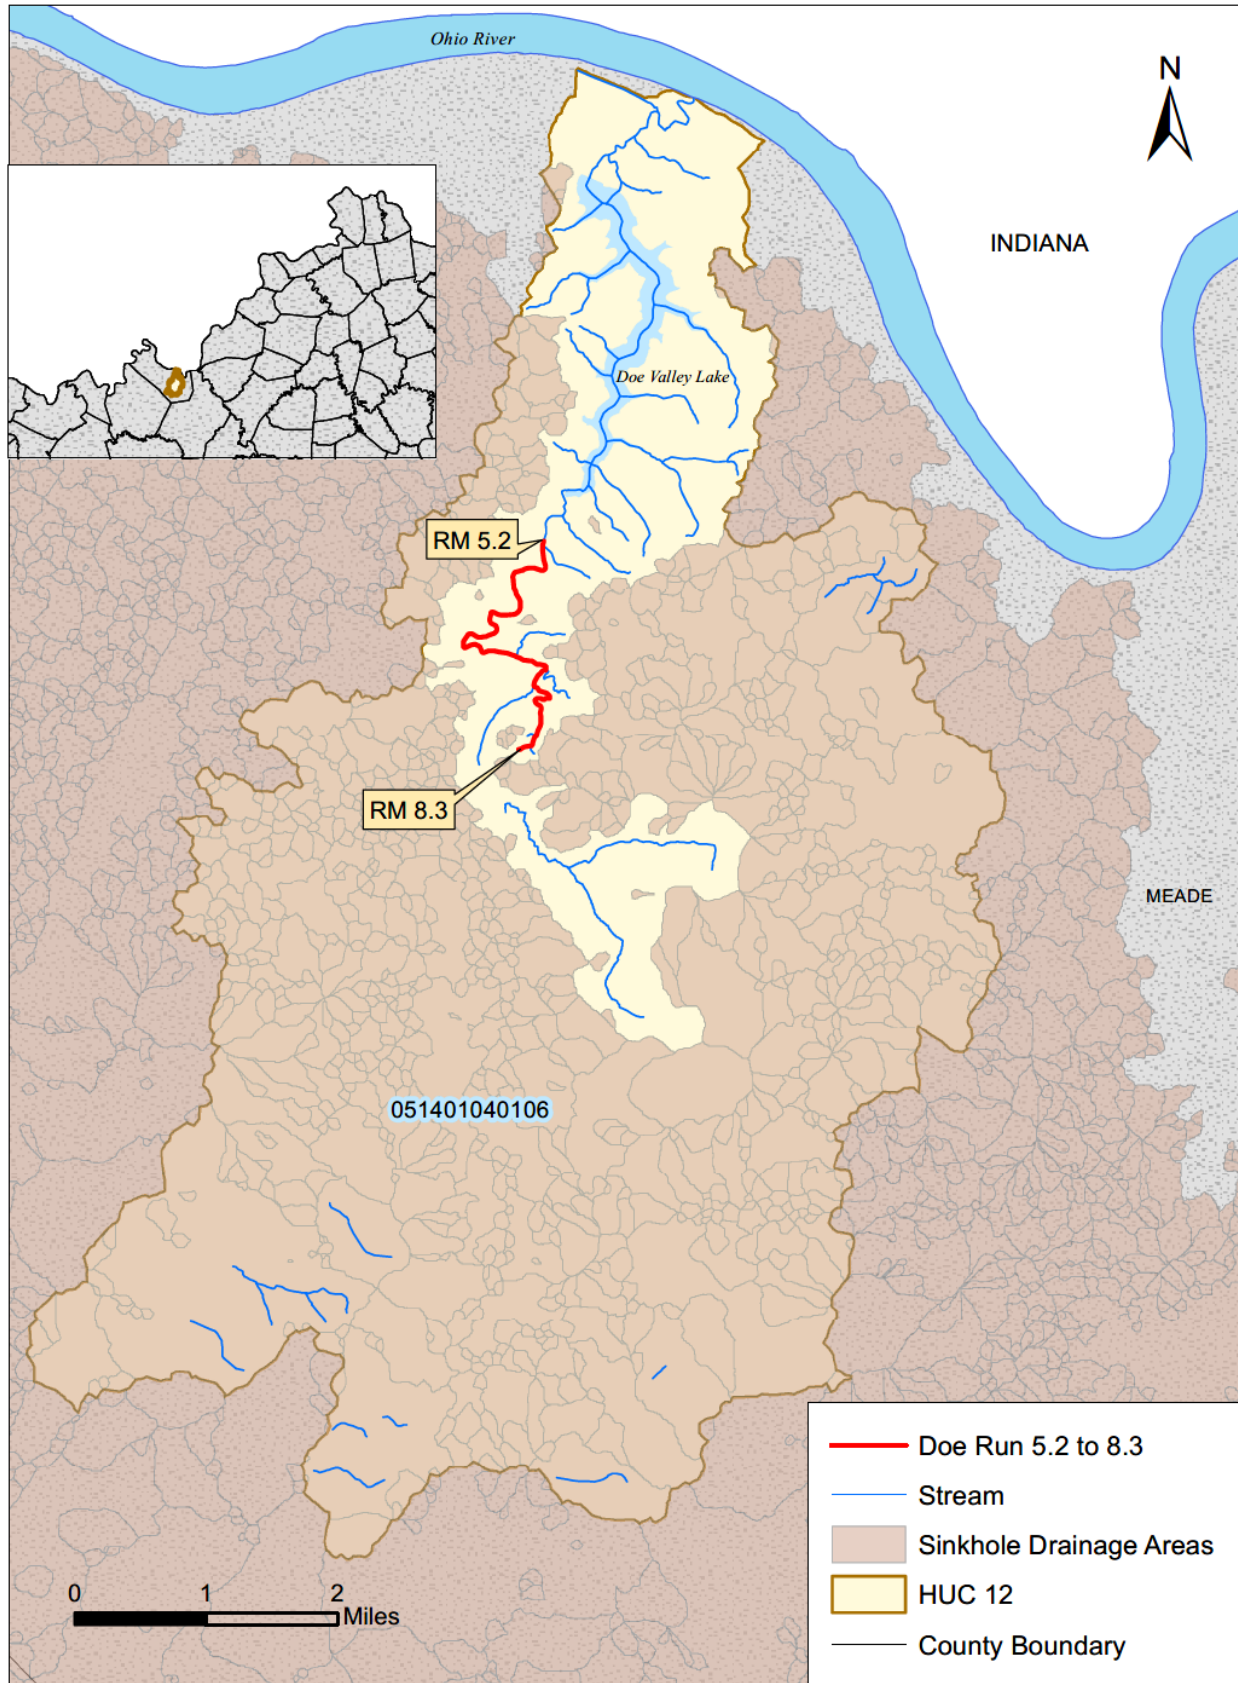 Ohio River
N
INDIANA
Doe Valley Lake
RM 5.2
RM 8.3
MEADE
051401040106
Doe Run 5.2 to 8.3
Stream
Sinkhole Drainage Areas
HUC 12
County Boundary
0 1 2
Miles